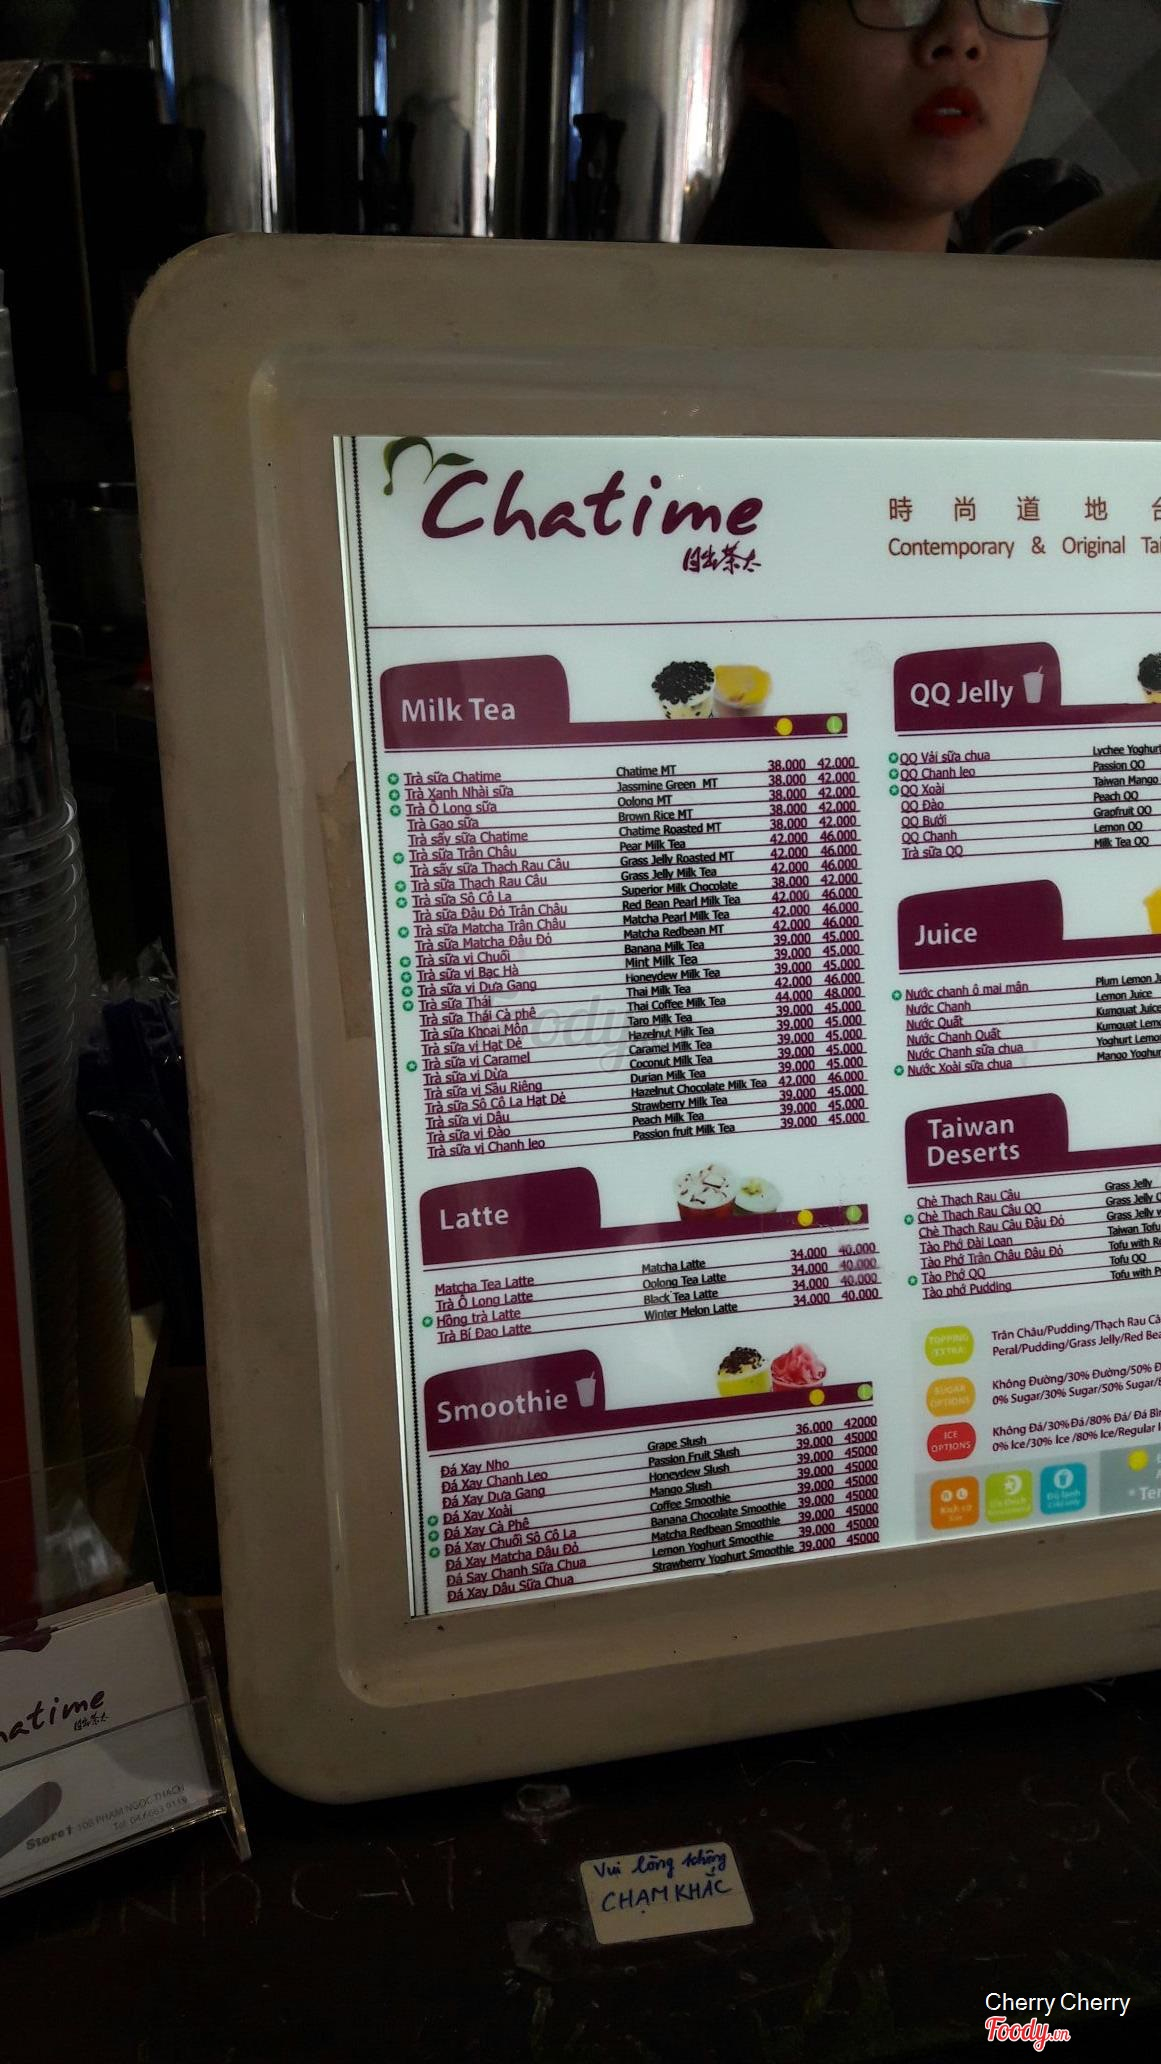 Chatime
日出茶太
時 尚 道 地
Contemporary & Original
Milk Tea
L
Trà sữa Chatime Chatime MT 38.000 42.000
Trà Xanh Nhài sữa Jassmine Green MT 38.000 42.000
Trà Ô Long sữa Oolong MT 38.000 42.000
Trà Gạo sữa Brown Rice MT 38.000 42.000
Trà sấy sữa Chatime Chatime Roasted MT 38.000 42.000
Trà sữa Trân Châu Pear Milk Tea 42.000 46.000
Trà sấy sữa Thạch Rau Câu Grass Jelly Roasted MT 42.000 46.000
Trà sữa Thạch Rau Câu Grass Jelly Milk Tea 42.000 46.000
Trà sữa Sô Cô La Superior Milk Chocolate 38.000 42.000
Trà sữa Đậu Đỏ Trân Châu Red Bean Pearl Milk Tea 42.000 46.000
Trà sữa Matcha Trân Châu Matcha Pearl Milk Tea 42.000 46.000
Trà sữa Matcha Đậu Đỏ Matcha Redbean MT 42.000 46.000
Trà sữa vị Chuối Banana Milk Tea 39.000 45.000
Trà sữa vị Bạc Hà Mint Milk Tea 39.000 45.000
Trà sữa vị Dưa Gang Honeydew Milk Tea 39.000 45.000
Trà sữa Thái Thai Milk Tea 42.000 46.000
Trà sữa Thái Cà phê Thai Coffee Milk Tea 44.000 48.000
Trà sữa Khoai Môn Taro Milk Tea 39.000 45.000
Trà sữa vị Hạt Dẻ Hazelnut Milk Tea 39.000 45.000
Trà sữa vị Caramel Caramel Milk Tea 39.000 45.000
Trà sữa vị Dừa Coconut Milk Tea 39.000 45.000
Trà sữa vị Sầu Riêng Durian Milk Tea 39.000 45.000
Trà sữa Sô Cô La Hạt Dẻ Hazelnut Chocolate Milk Tea 42.000 46.000
Trà sữa vị Dâu Strawberry Milk Tea 39.000 45.000
Trà sữa vị Đào Peach Milk Tea 39.000 45.000
Trà sữa vị Chanh leo Passion fruit Milk Tea 39.000 45.000
Latte
L
Matcha Tea Latte Matcha Latte 34.000 40.000
Trà Ô Long Latte Oolong Tea Latte 34.000 40.000
Hồng trà Latte Black Tea Latte 34.000 40.000
Trà Bí Đao Latte Winter Melon Latte 34.000 40.000
Smoothie
L
Đá Xay Nho Grape Slush 36.000 42000
Đá Xay Chanh Leo Passion Fruit Slush 39.000 45000
Đá Xay Dưa Gang Honeydew Slush 39.000 45000
Đá Xay Xoài Mango Slush 39.000 45000
Đá Xay Cà Phê Coffee Smoothie 39.000 45000
Đá Xay Chuối Sô Cô La Banana Chocolate Smoothie 39.000 45000
Đá Xay Matcha Đậu Đỏ Matcha Redbean Smoothie 39.000 45000
Đá Say Chanh Sữa Chua Lemon Yoghurt Smoothie 39.000 45000
Đá Xay Dâu Sữa Chua Strawberry Yoghurt Smoothie 39.000 45000
QQ Jelly
QQ Vải sữa chua Lychee Yoghurt
QQ Chanh leo Passion QQ
QQ Xoài Taiwan Mango
QQ Đào Peach QQ
QQ Bưởi Grapfruit QQ
QQ Chanh Lemon QQ
Trà sữa QQ Milk Tea QQ
Juice
Nước chanh ô mai mận Plum Lemon
Nước Chanh Lemon Juice
Nước Quất Kumquat Juice
Nước Chanh Quất Kumquat
Nước Chanh sữa chua Yoghurt
Nước Xoài sữa chua Mango
Taiwan
Deserts
Chè Thạch Rau Câu Grass Jelly
Chè Thạch Rau Câu QQ Grass Jelly
Chè Thạch Rau Câu Đậu Đỏ Grass Jelly
Tào Phớ Đài Loan Taiwan Tofu
Tào Phớ Trân Châu Đậu Đỏ Tofu with
Tào Phớ QQ Tofu QQ
Tào phớ Pudding Tofu with
TOPPING
EXTRA
Trân Châu/Pudding/Thạch Rau
Peral/Pudding/Grass Jelly/Red
SUGAR
OPTIONS
Không Đường/30% Đường/50%
0% Sugar/30% Sugar/50% Sugar/
ICE
OPTIONS
Không Đá/30% Đá/80% Đá/ Đá
0% Ice/30% Ice /80% Ice/Regular
R L
Foody
hatime
日出茶太
Store1 10B PHẠM NGỌC THẠCH
Vui lòng không
CHẠM KHẮC
Cherry Cherry
Foody.vn